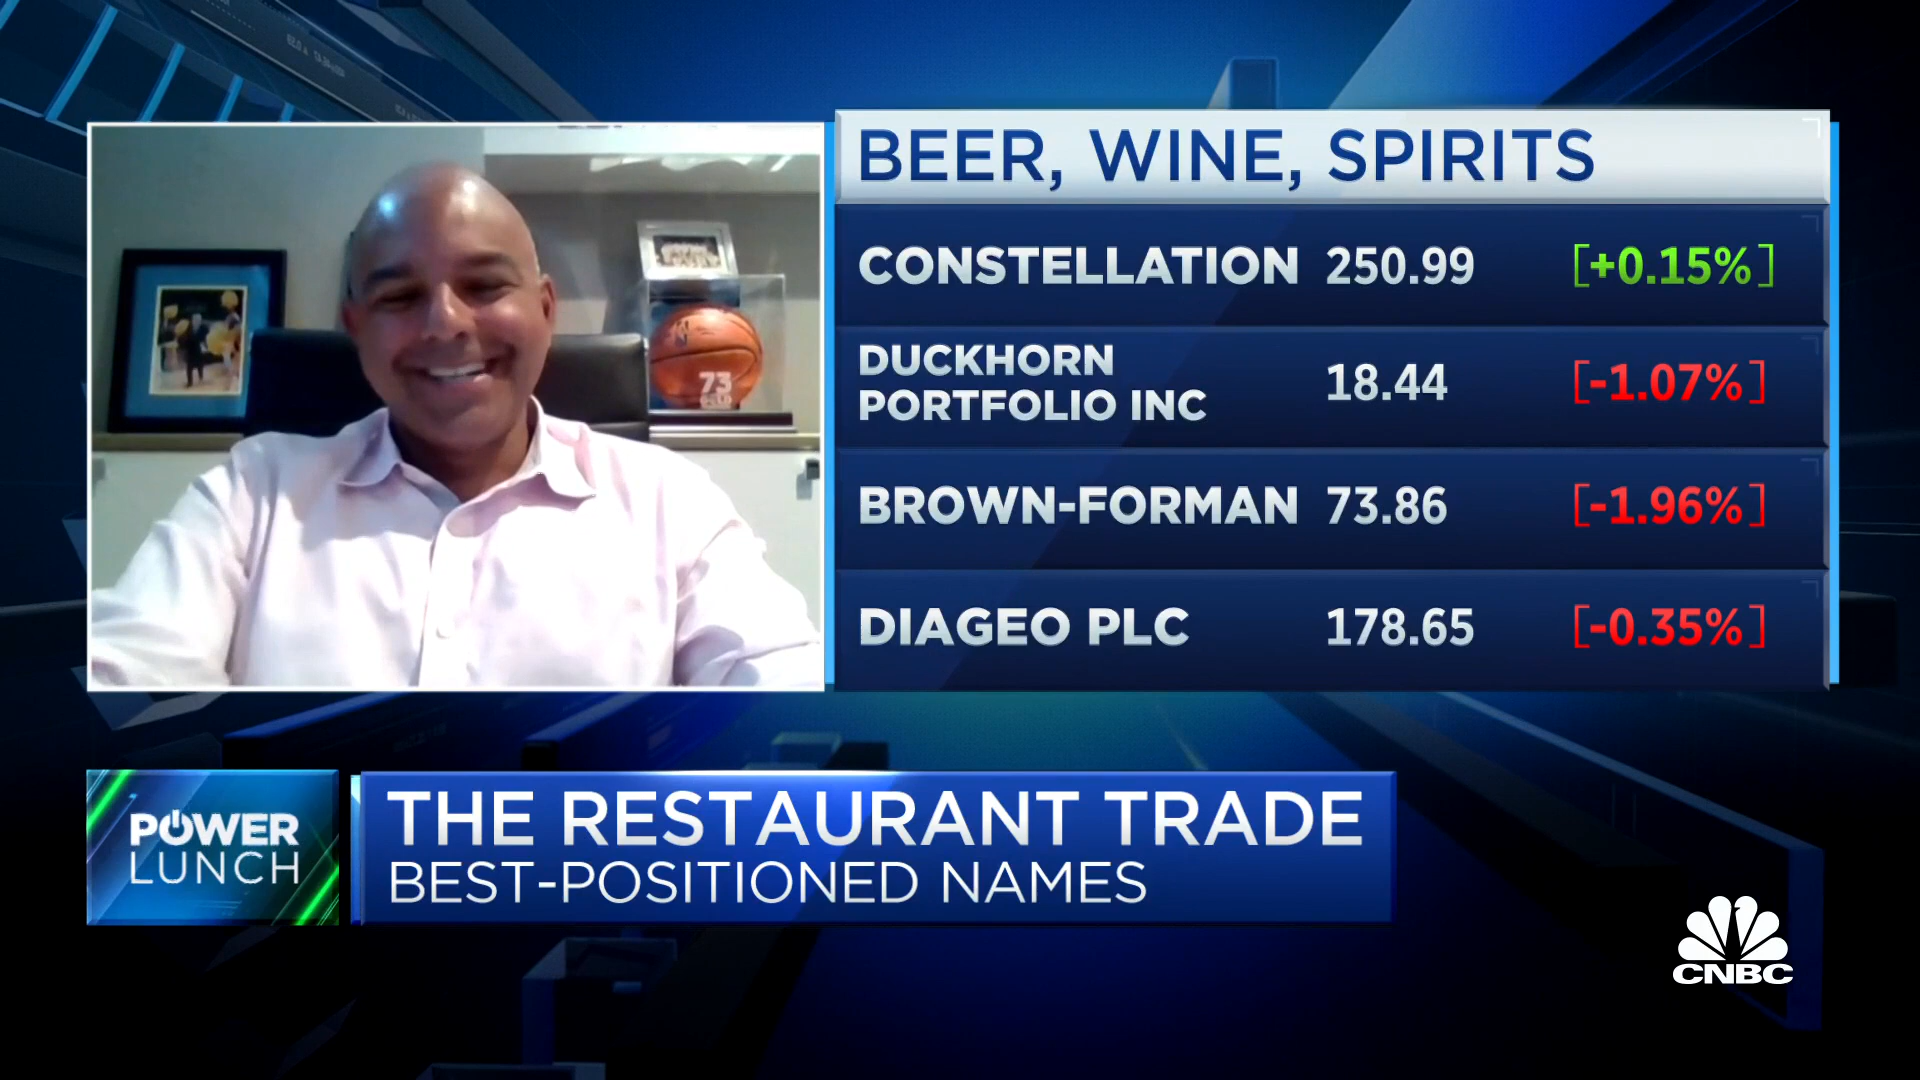 BEER, WINE, SPIRITS
CONSTELLATION 250.99 [+0.15%]
DUCKHORN
PORTFOLIO INC 18.44 [-1.07%]
BROWN-FORMAN 73.86 [-1.96%]
DIAGEO PLC 178.65 [-0.35%]
73
POWER
LUNCH
THE RESTAURANT TRADE
BEST-POSITIONED NAMES
CNBC